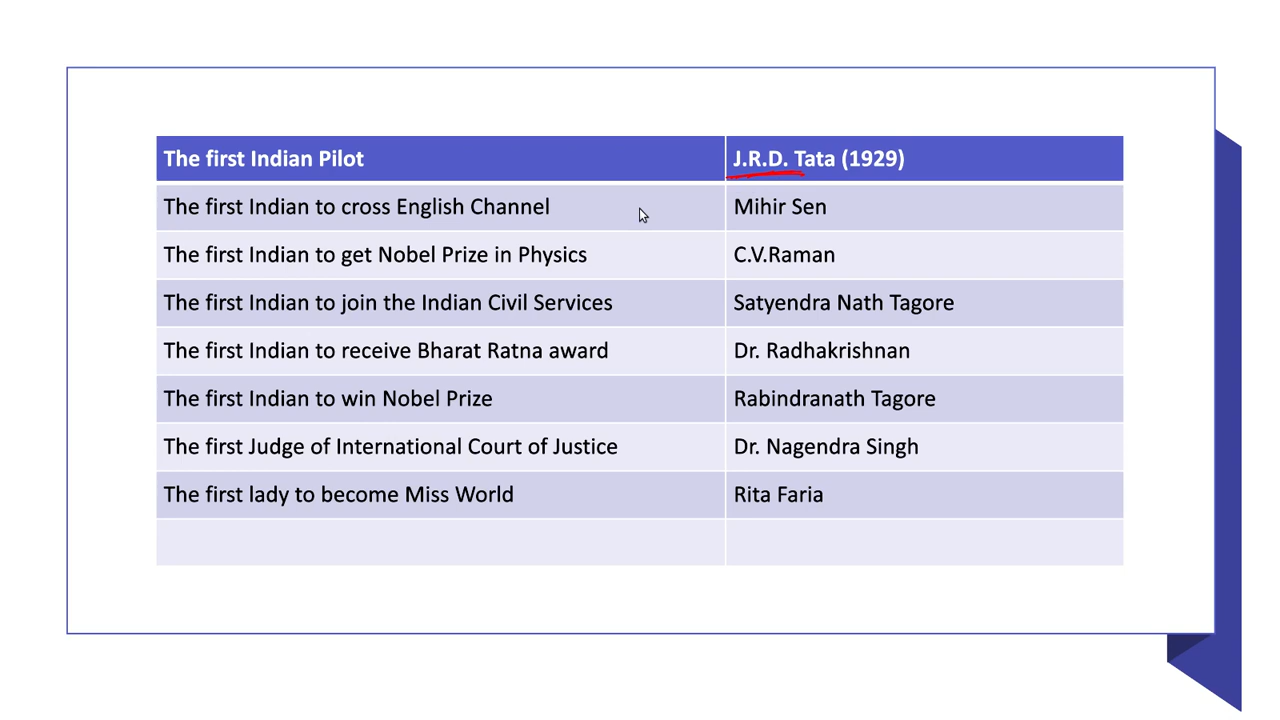 The first Indian Pilot J.R.D. Tata (1929)
The first Indian to cross English Channel Mihir Sen
The first Indian to get Nobel Prize in Physics C.V.Raman
The first Indian to join the Indian Civil Services Satyendra Nath Tagore
The first Indian to receive Bharat Ratna award Dr. Radhakrishnan
The first Indian to win Nobel Prize Rabindranath Tagore
The first Judge of International Court of Justice Dr. Nagendra Singh
The first lady to become Miss World Rita Faria